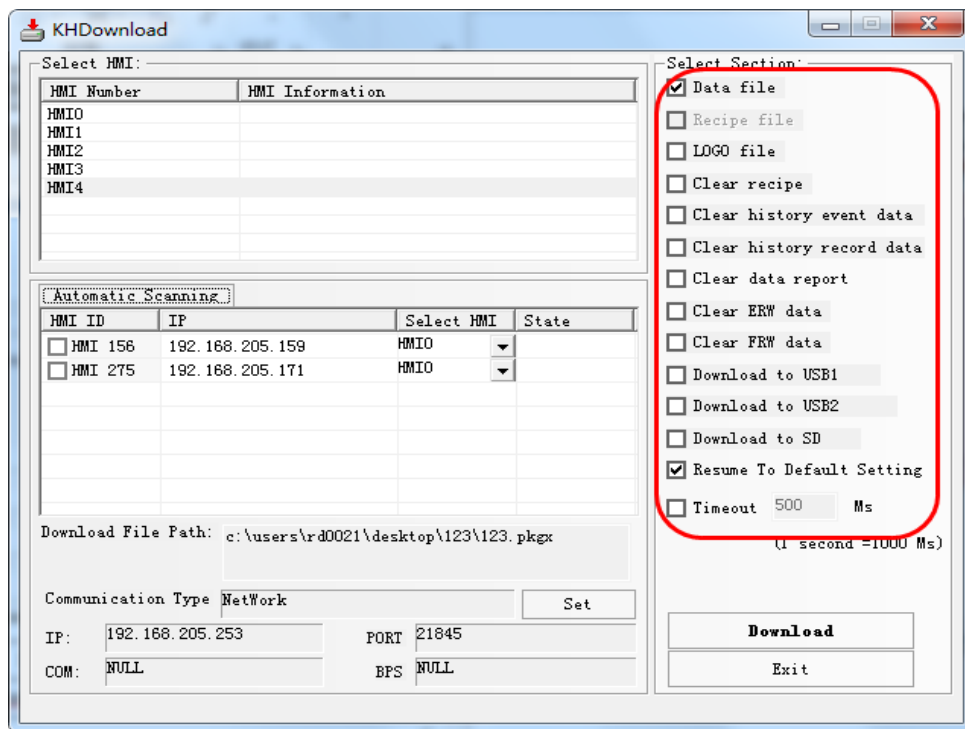 KHDownload
Select HMI:
HMI Number HMI Information
HMI0
HMI1
HMI2
HMI3
HMI4
Automatic Scanning
HMI ID IP Select HMI State
HMI 156 192.168.205.159 HMI0
HMI 275 192.168.205.171 HMI0
Download File Path: c:\users\rd0021\desktop\123\123.pkgx
Communication Type NetWork Set
IP: 192.168.205.253 PORT 21845
COM: NULL BPS NULL
Select Section:
Data file
Recipe file
LOGO file
Clear recipe
Clear history event data
Clear history record data
Clear data report
Clear ERW data
Clear FRW data
Download to USB1
Download to USB2
Download to SD
Resume To Default Setting
Timeout 500 Ms
(1 second =1000 Ms)
Download
Exit